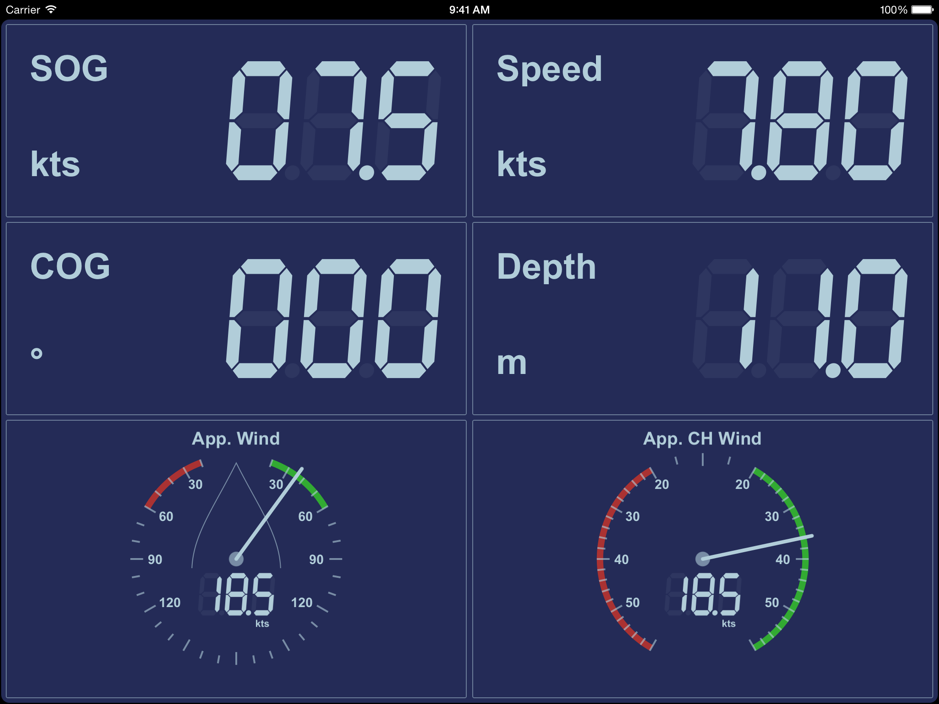 Carrier 9:41 AM 100%
SOG 07.5
kts
Speed 7.80
kts
COG 000
°
Depth 11.0
m
App. Wind
30 30
60 60
90 90
120 120
18.5
kts
App. CH Wind
20 20
30 30
40 40
50 50
18.5
kts